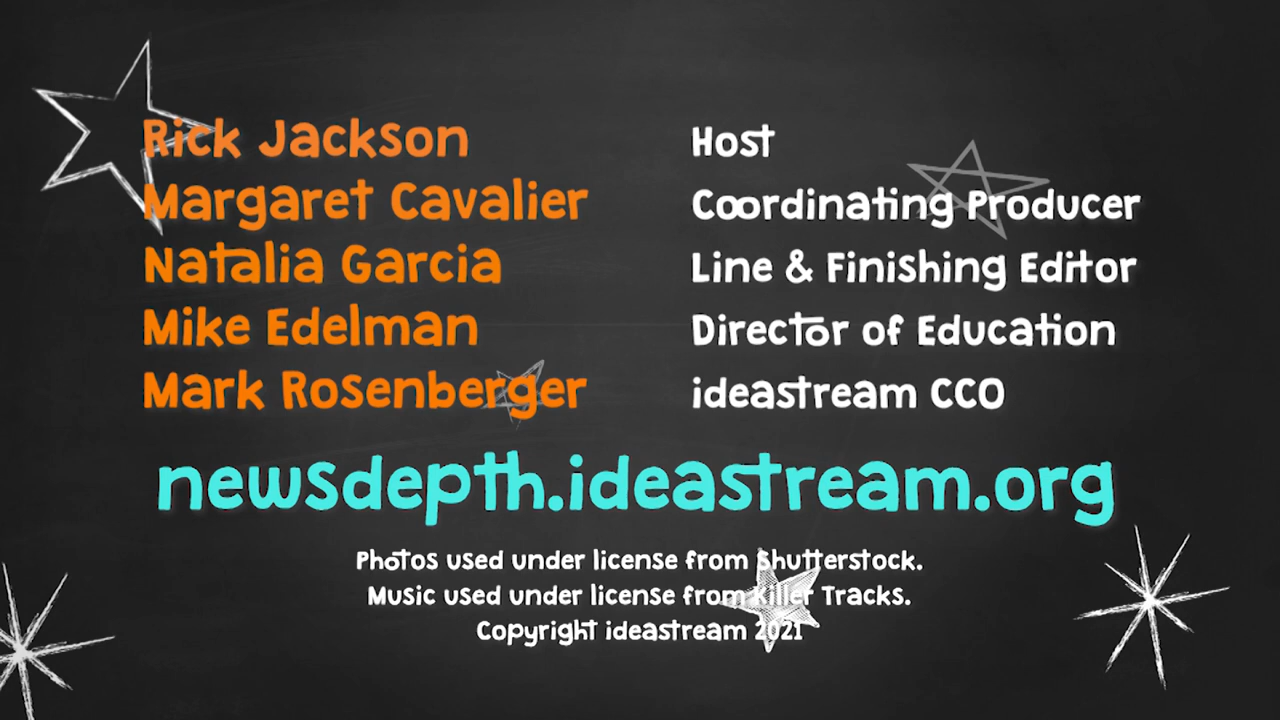 Rick Jackson Host
Margaret Cavalier Coordinating Producer
Natalia Garcia Line & Finishing Editor
Mike Edelman Director of Education
Mark Rosenberger ideastream CCO
newsdepth.ideastream.org
Photos used under license from Shutterstock.
Music used under license from Killer Tracks.
Copyright ideastream 2021